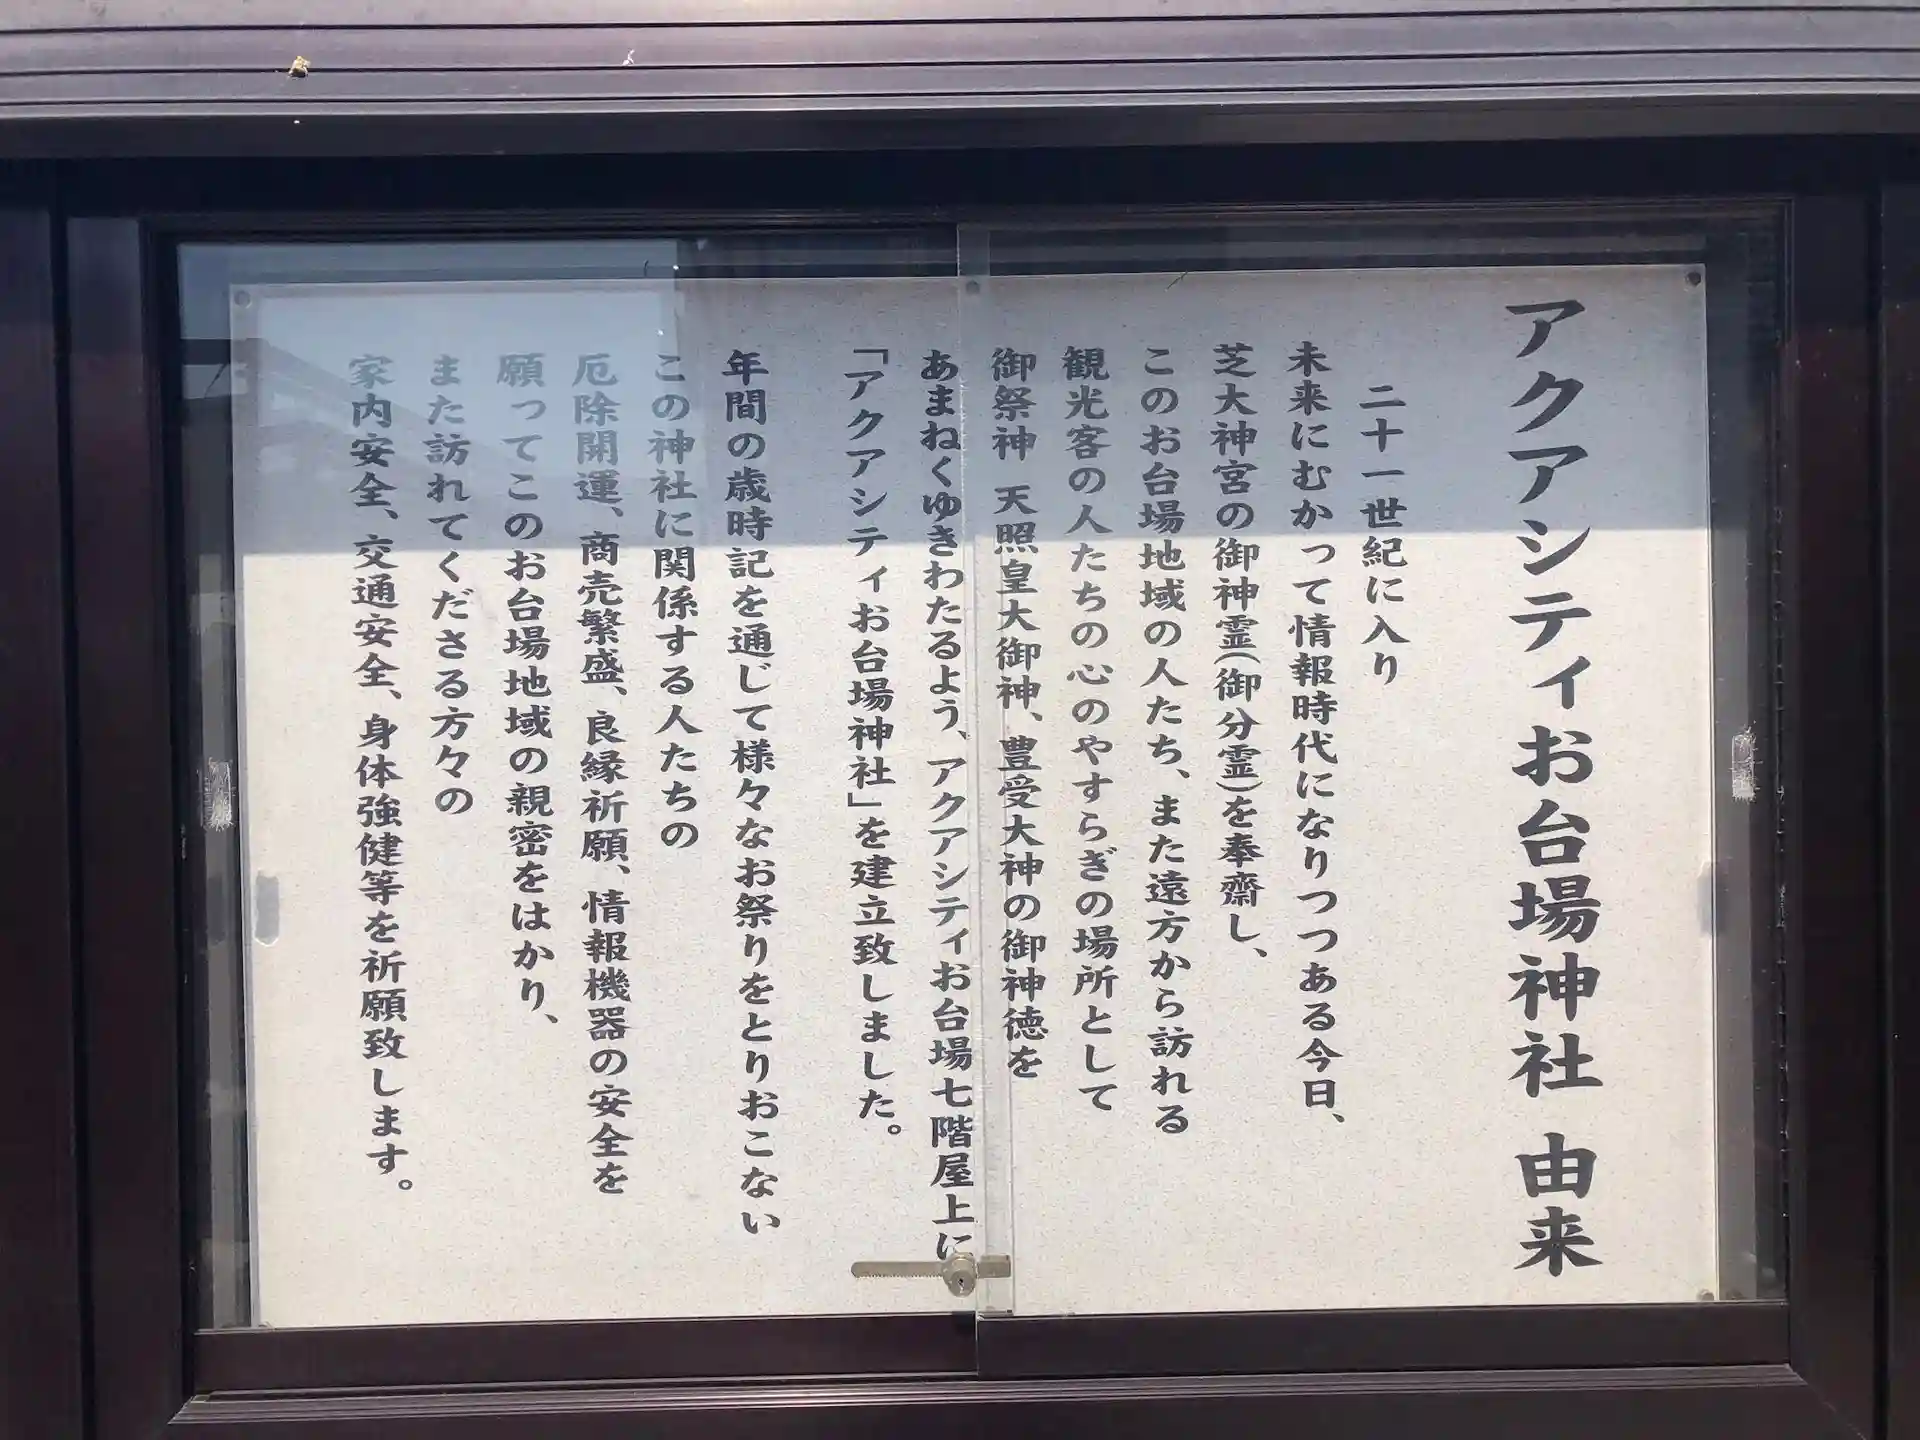 アクアシティお台場神社 由来
二十一世紀に入り
未来にむかって情報時代になりつつある今日、
芝大神宮の御神霊(御分霊)を奉齋し、
このお台場地域の人たち、また遠方から訪れる
観光客の人たちの心のやすらぎの場所として
御祭神 天照皇大御神、豊受大神の御神徳を
あまねくゆきわたるよう、アクアシティお台場七階屋上に
「アクアシティお台場神社」を建立致しました。
年間の歳時記を通じて様々なお祭りをとりおこない
この神社に関係する人たちの
厄除開運、商売繁盛、良縁祈願、情報機器の安全を
願ってこのお台場地域の親密をはかり、
また訪れてくださる方々の
家内安全、交通安全、身体強健等を祈願致します。